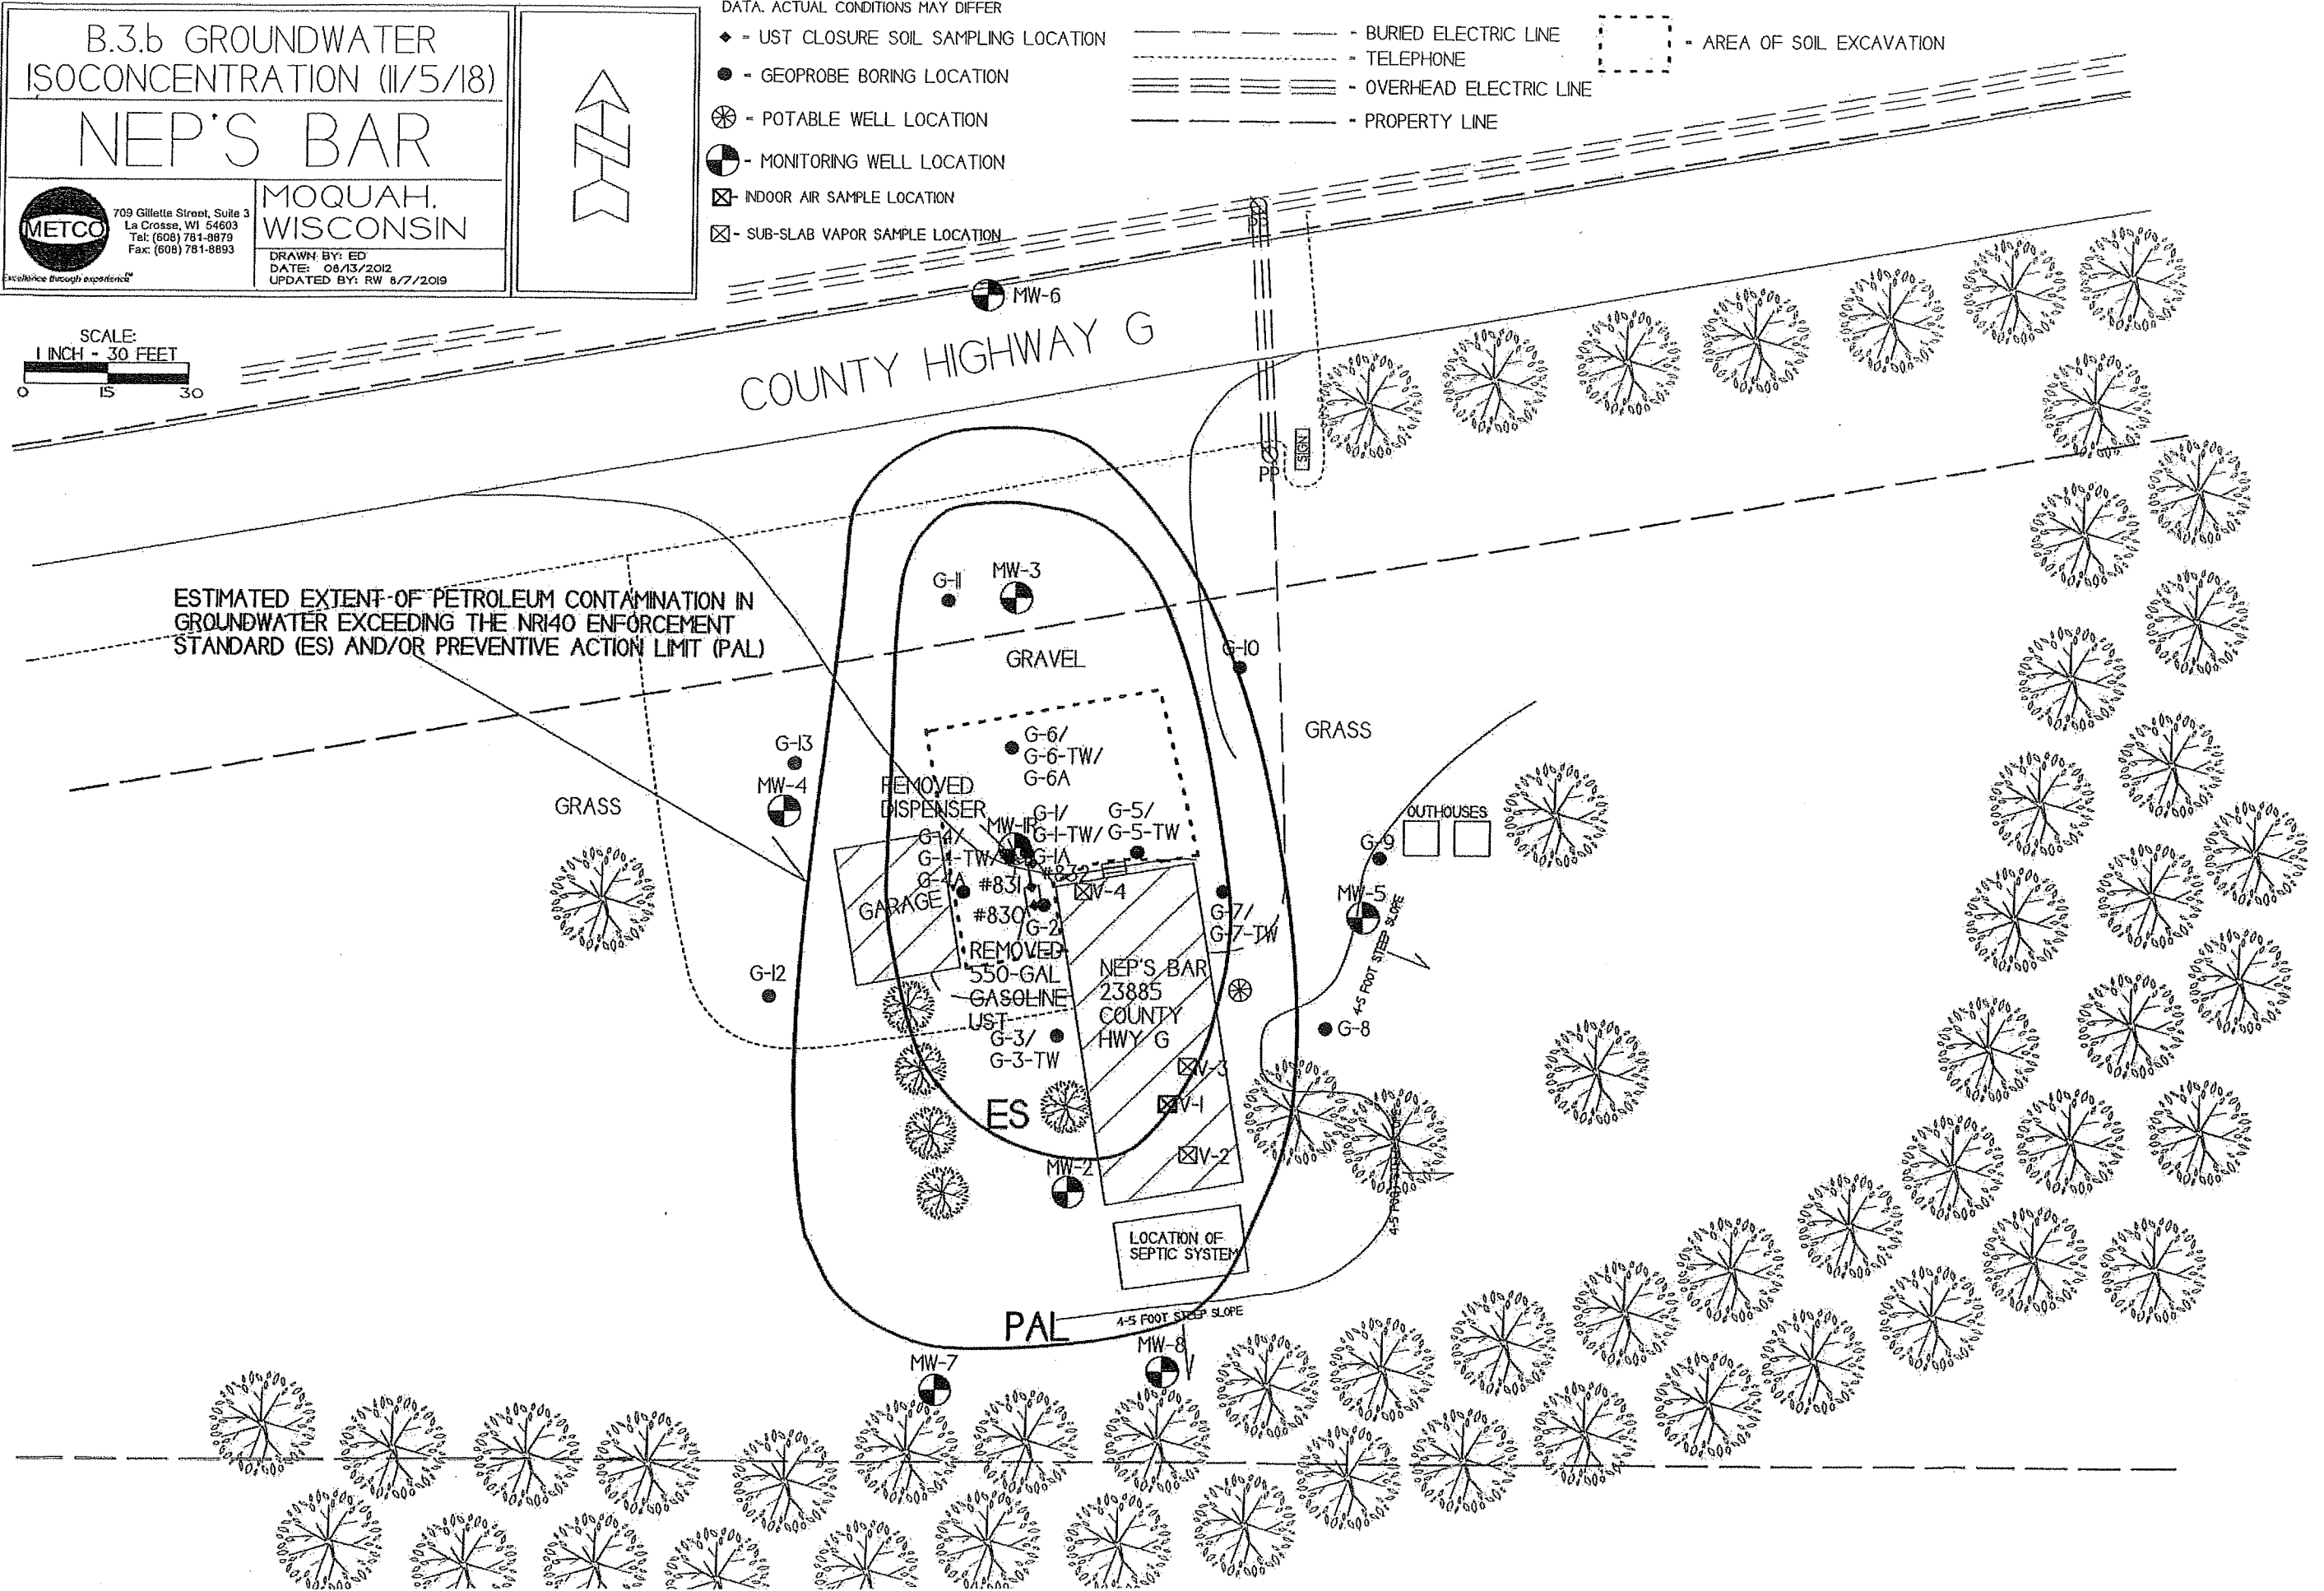 B.3.b GROUNDWATER
ISOCONCENTRATION (11/5/18)
NEP'S BAR
METCO
Excellence through experience™
709 Gillette Street, Suite 3
La Crosse, WI 54603
Tel: (608) 781-8879
Fax: (608) 781-8893
MOQUAH,
WISCONSIN
DRAWN BY: ED
DATE: 08/13/2012
UPDATED BY: RW 8/7/2019
N
SCALE:
1 INCH - 30 FEET
0 15 30
DATA. ACTUAL CONDITIONS MAY DIFFER
- UST CLOSURE SOIL SAMPLING LOCATION
- GEOPROBE BORING LOCATION
- POTABLE WELL LOCATION
- MONITORING WELL LOCATION
- INDOOR AIR SAMPLE LOCATION
- SUB-SLAB VAPOR SAMPLE LOCATION
- BURIED ELECTRIC LINE
- TELEPHONE
- OVERHEAD ELECTRIC LINE
- PROPERTY LINE
- AREA OF SOIL EXCAVATION
PP
MW-6
COUNTY HIGHWAY G
SIGN
PP
ESTIMATED EXTENT OF PETROLEUM CONTAMINATION IN
GROUNDWATER EXCEEDING THE NR140 ENFORCEMENT
STANDARD (ES) AND/OR PREVENTIVE ACTION LIMIT (PAL)
G-11
MW-3
GRAVEL
G-10
GRASS
G-13
MW-4
GRASS
G-6/
G-6-TW/
G-6A
REMOVED
DISPENSER
MW-1R
G-1/
G-1-TW/
G-1A
G-5/
G-5-TW
G-4/
G-4-TW/
G-4A
#831
#832
#830
G-2
V-4
GARAGE
OUTHOUSES
G-9
MW-5
4-5 FOOT STEEP SLOPE
G-7/
G-7-TW
G-12
REMOVED
550-GAL
GASOLINE
UST
NEP'S BAR
23885
COUNTY
HWY G
G-3/
G-3-TW
G-8
V-3
V-1
V-2
ES
MW-2
LOCATION OF
SEPTIC SYSTEM
PAL
4-5 FOOT STEEP SLOPE
MW-7
MW-8